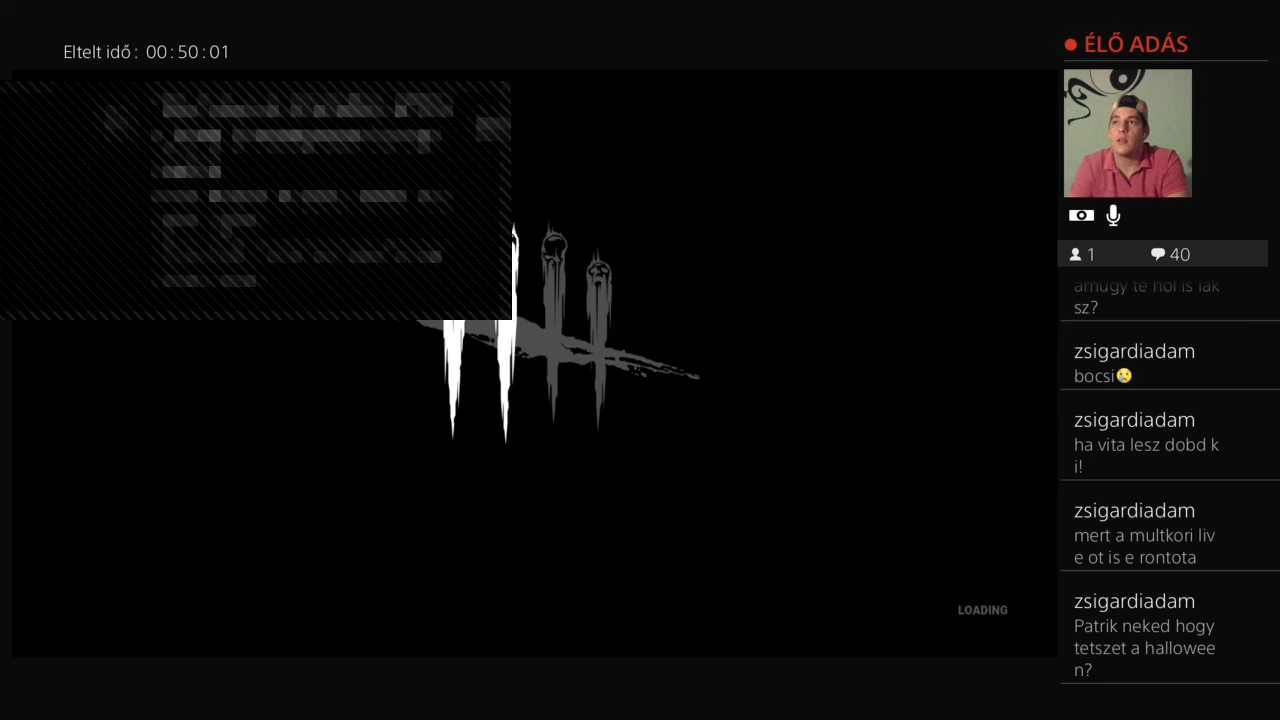 Eltelt idő: 00:50:01
ÉLŐ ADÁS
1
40
amugy te hol is lak
sz?
zsigardiadam
bocsi😢
zsigardiadam
ha vita lesz dobd k
i!
zsigardiadam
mert a multkori liv
e ot is e rontota
zsigardiadam
Patrik neked hogy
tetszet a hallowee
n?
LOADING